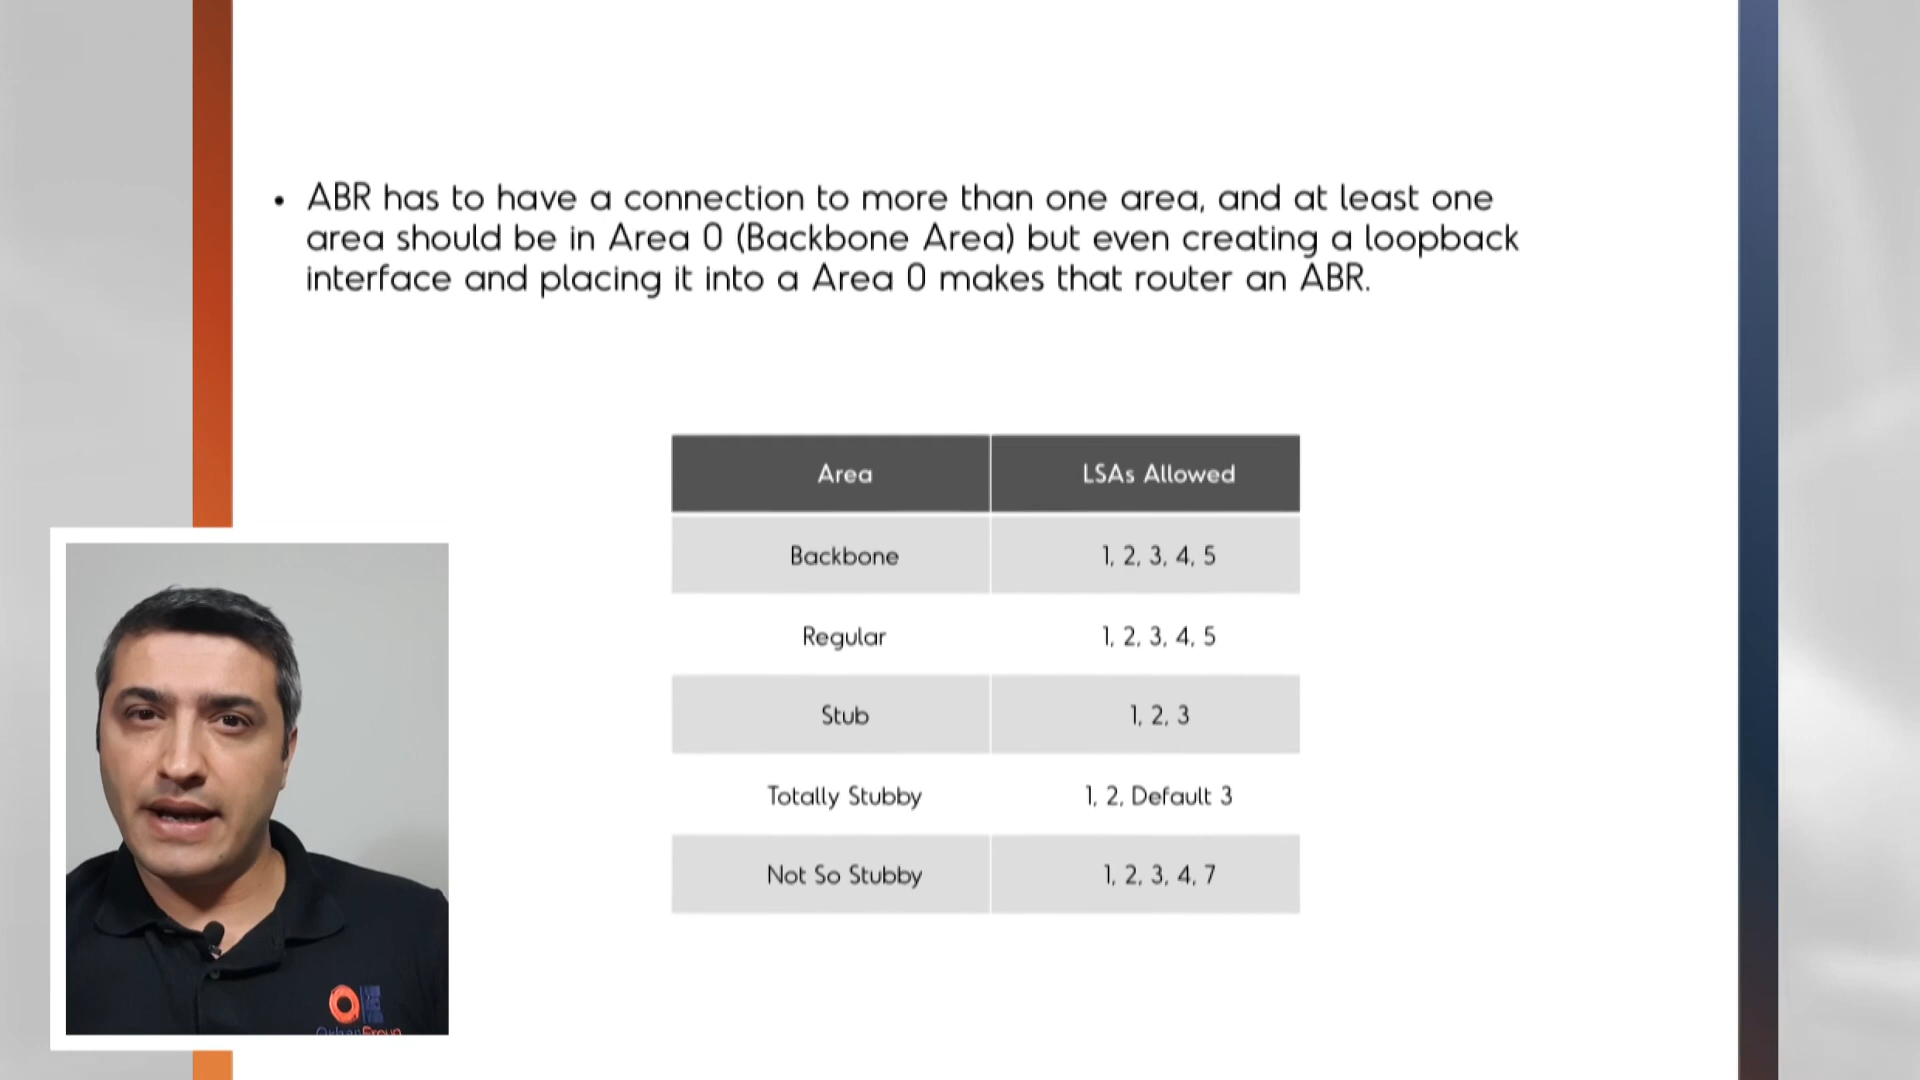 • ABR has to have a connection to more than one area, and at least one
area should be in Area 0 (Backbone Area) but even creating a loopback
interface and placing it into a Area 0 makes that router an ABR.
Area LSAs Allowed
Backbone 1, 2, 3, 4, 5
Regular 1, 2, 3, 4, 5
Stub 1, 2, 3
Totally Stubby 1, 2, Default 3
Not So Stubby 1, 2, 3, 4, 7